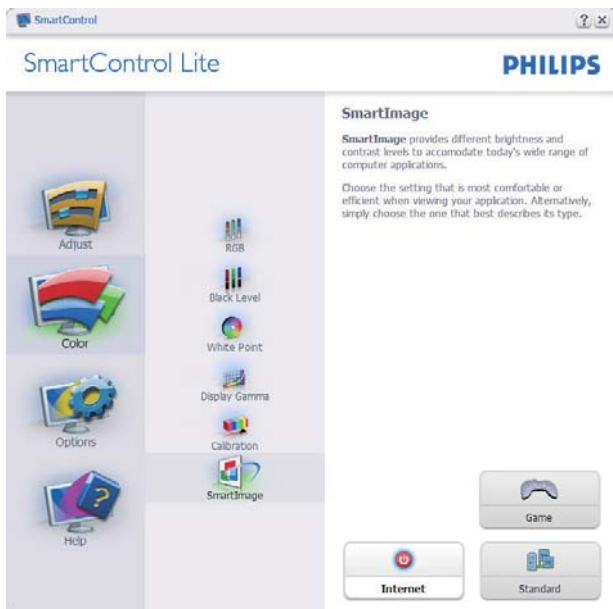 SmartControl
SmartControl Lite
PHILIPS
Adjust
Color
Options
Help
RGB
Black Level
White Point
Display Gamma
Calibration
SmartImage
SmartImage
SmartImage provides different brightness and
contrast levels to accomodate today's wide range of
computer applications.
Choose the setting that is most comfortable or
efficient when viewing your application. Alternatively,
simply choose the one that best describes its type.
Game
Internet
Standard